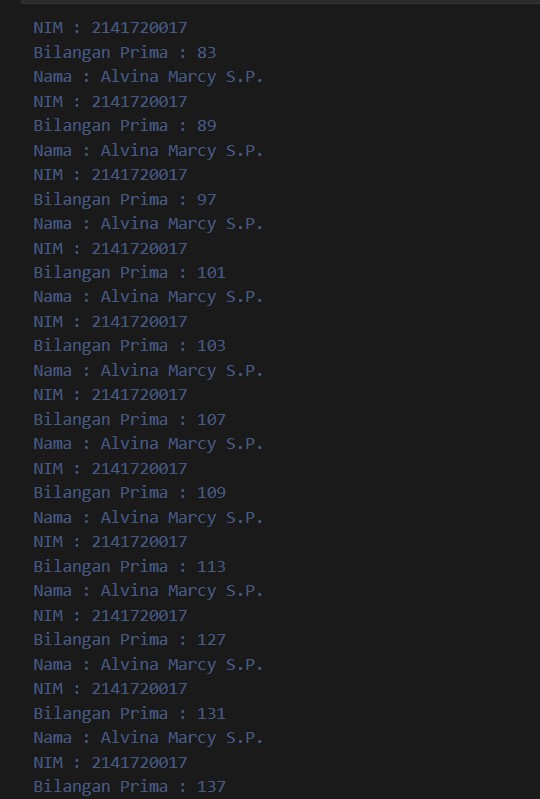 NIM : 2141720017
Bilangan Prima : 83
Nama : Alvina Marcy S.P.
NIM : 2141720017
Bilangan Prima : 89
Nama : Alvina Marcy S.P.
NIM : 2141720017
Bilangan Prima : 97
Nama : Alvina Marcy S.P.
NIM : 2141720017
Bilangan Prima : 101
Nama : Alvina Marcy S.P.
NIM : 2141720017
Bilangan Prima : 103
Nama : Alvina Marcy S.P.
NIM : 2141720017
Bilangan Prima : 107
Nama : Alvina Marcy S.P.
NIM : 2141720017
Bilangan Prima : 109
Nama : Alvina Marcy S.P.
NIM : 2141720017
Bilangan Prima : 113
Nama : Alvina Marcy S.P.
NIM : 2141720017
Bilangan Prima : 127
Nama : Alvina Marcy S.P.
NIM : 2141720017
Bilangan Prima : 131
Nama : Alvina Marcy S.P.
NIM : 2141720017
Bilangan Prima : 137